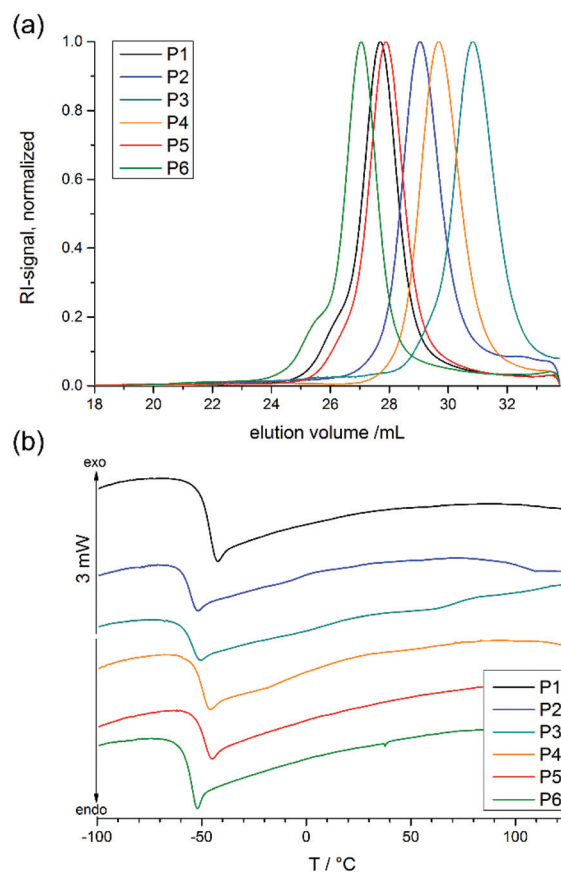 (a)
P1
P2
P3
P4
P5
P6
RI-signal, normalized
1.0
0.8
0.6
0.4
0.2
0.0
18 20 22 24 26 28 30 32
elution volume /mL
(b)
exo
3 mW
endo
P1
P2
P3
P4
P5
P6
-100 -50 0 50 100
T / °C